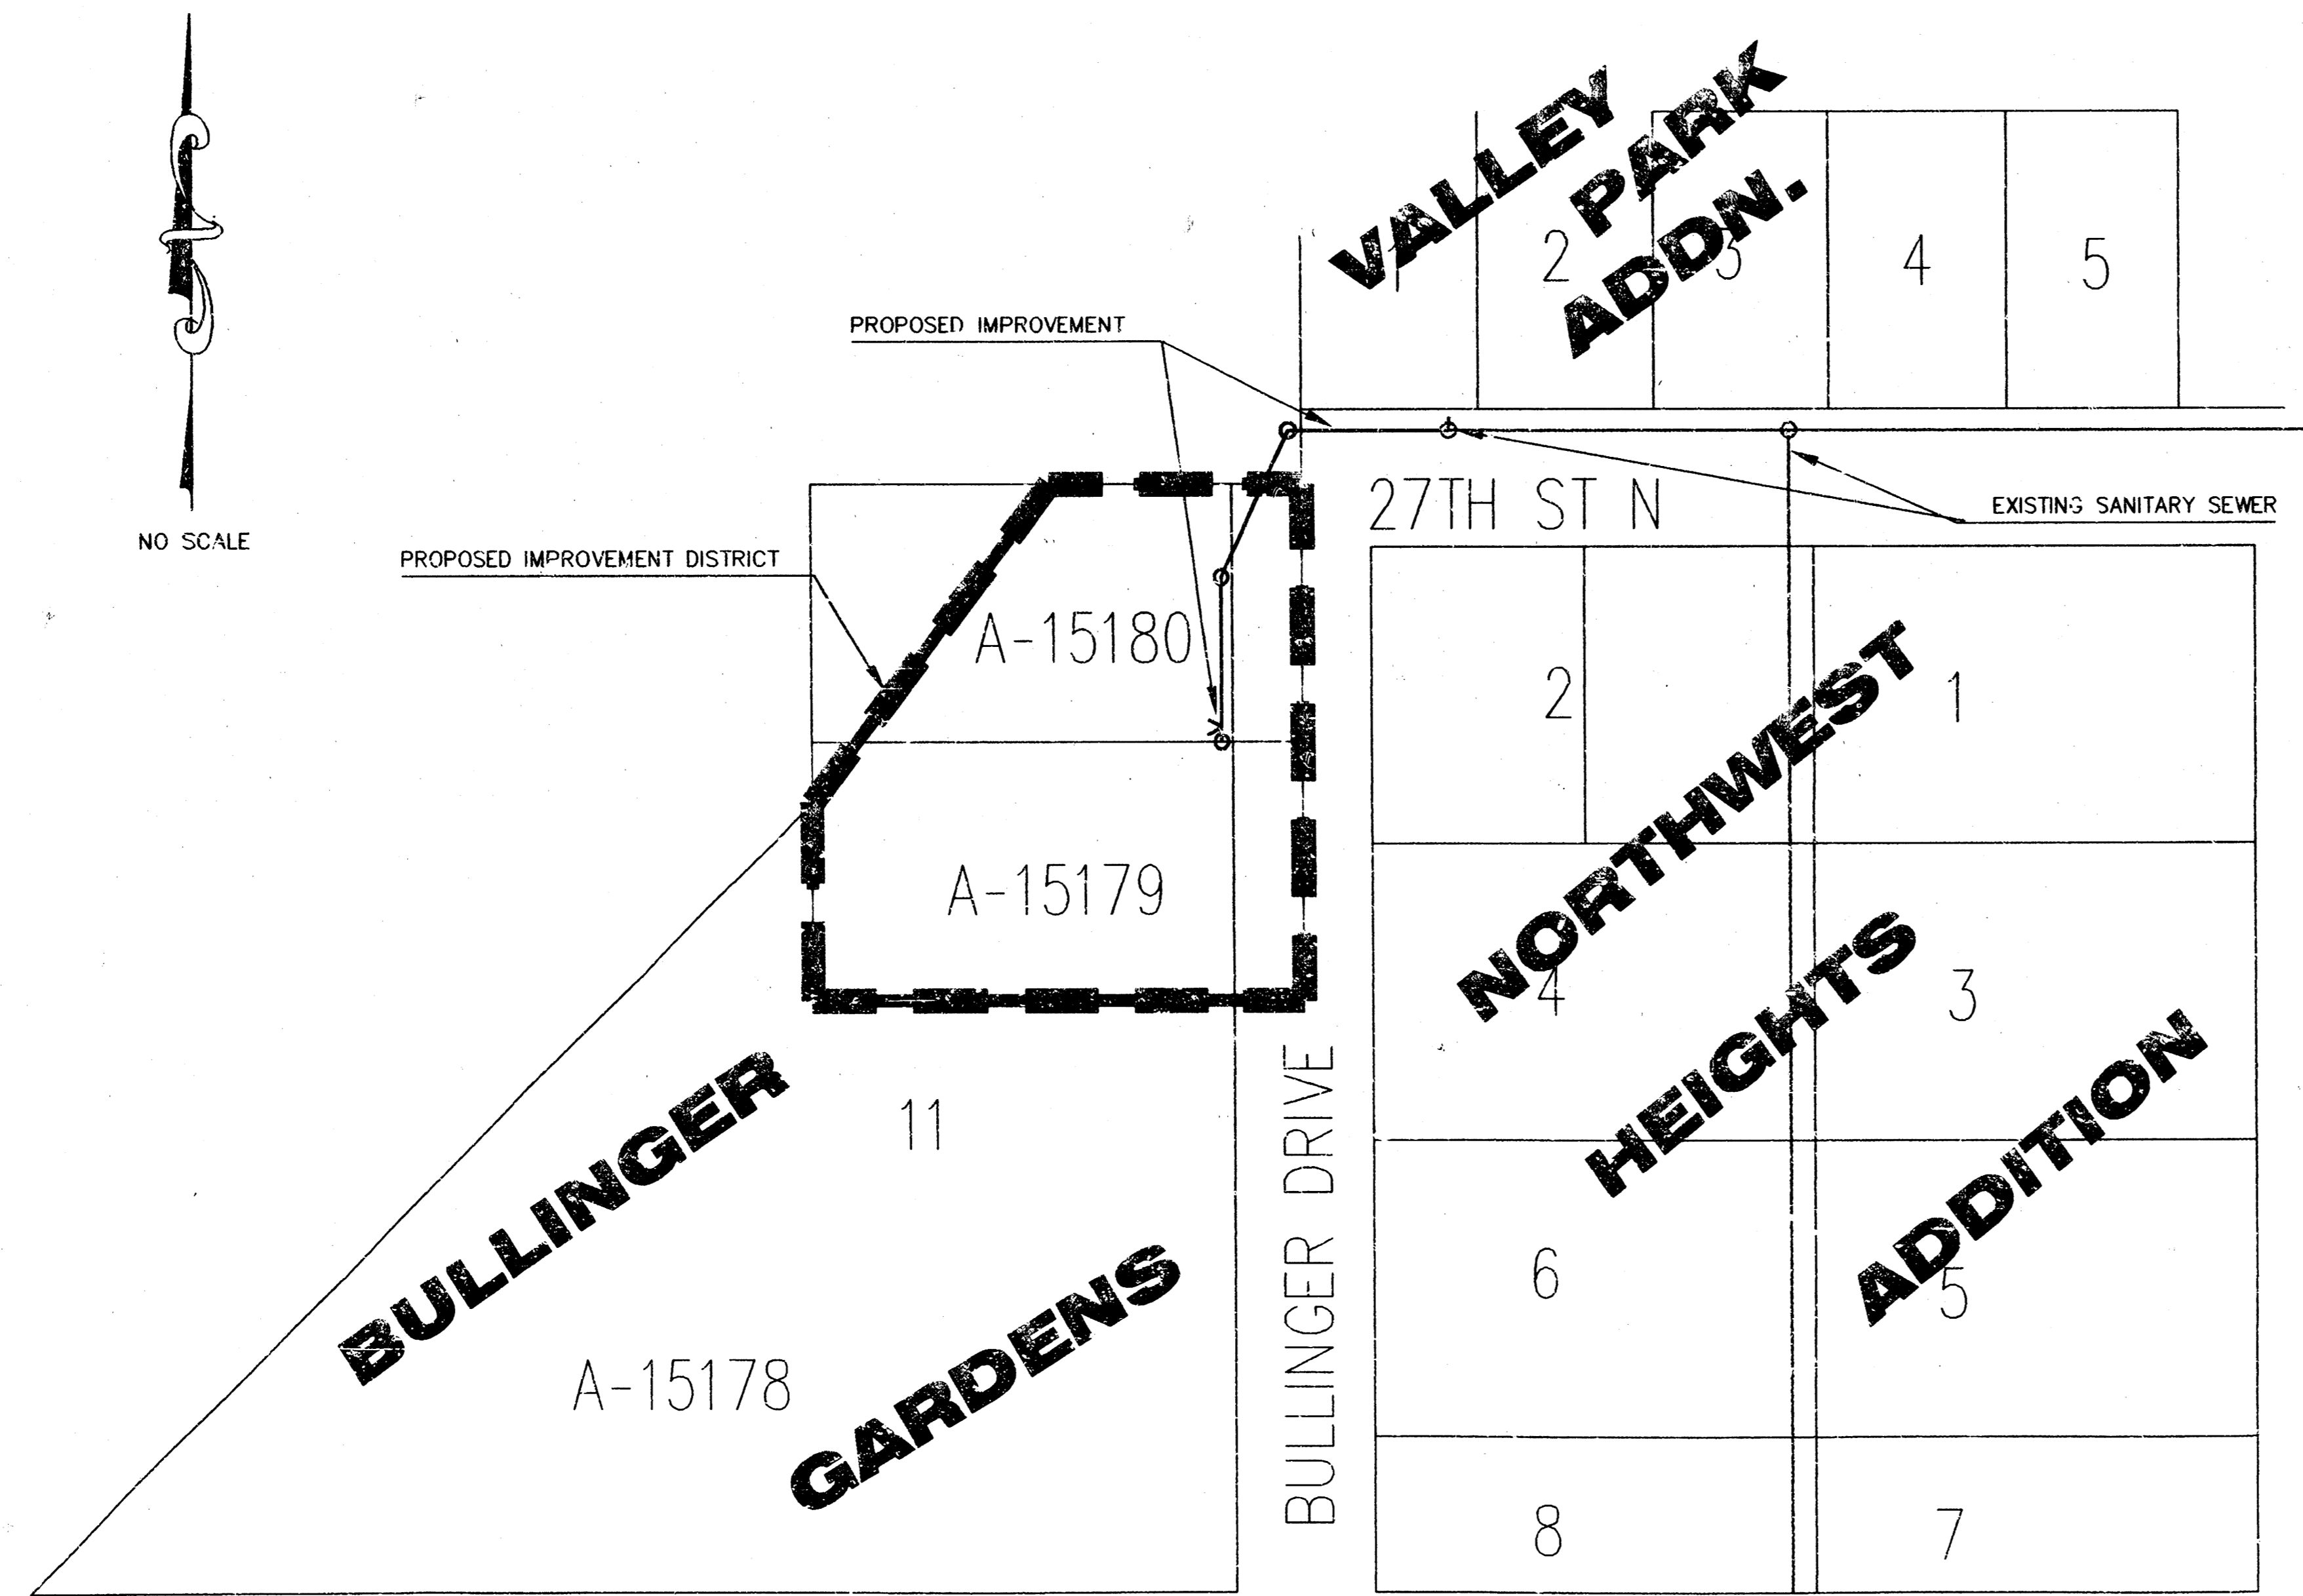 VALLEY
PARK
ADDN.
1
2
3
4
5
PROPOSED IMPROVEMENT
27TH ST N
EXISTING SANITARY SEWER
NO SCALE
PROPOSED IMPROVEMENT DISTRICT
A-15180
2
1
NORTHWEST
HEIGHTS
ADDITION
A-15179
4
3
BULLINGER
GARDENS
11
BULLINGER DRIVE
6
5
A-15178
8
7